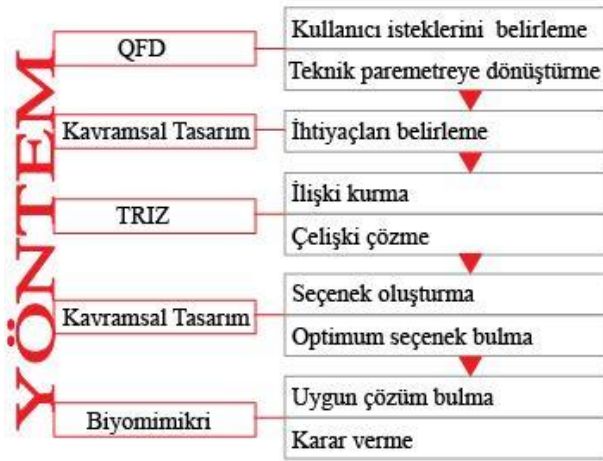 YÖNTEM
QFD
Kullanıcı isteklerini belirleme
Teknik paremetreye dönüştürme
Kavramsal Tasarım
İhtiyaçları belirleme
TRIZ
İlişki kurma
Çelişki çözme
Kavramsal Tasarım
Seçenek oluşturma
Optimum seçenek bulma
Biyomimikri
Uygun çözüm bulma
Karar verme